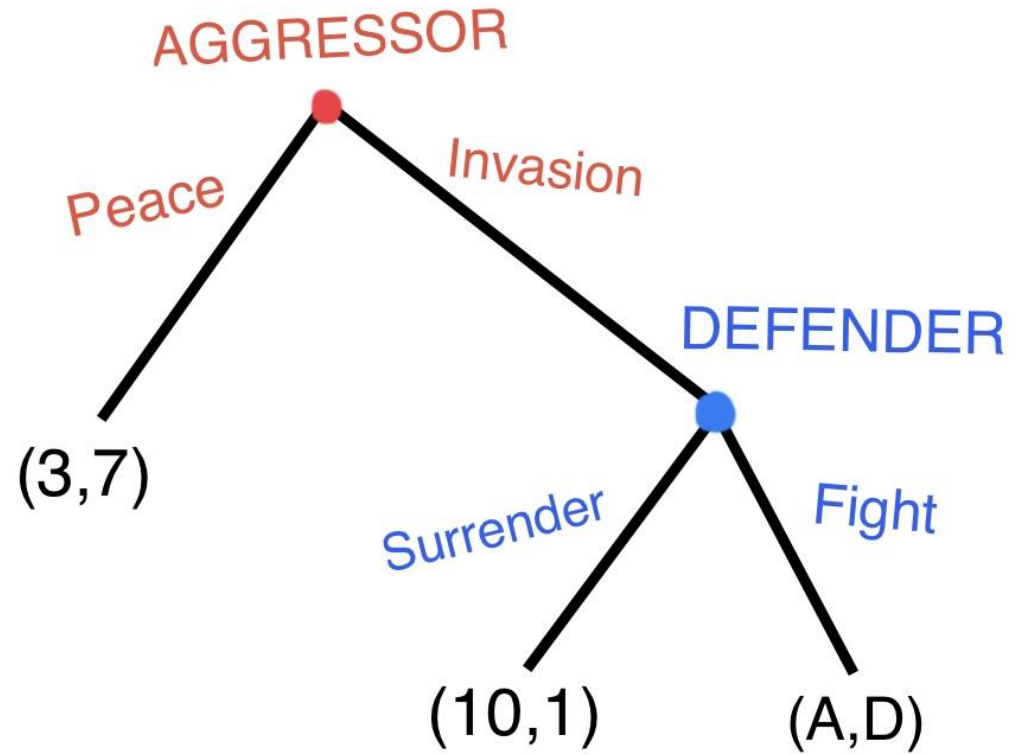 AGGRESSOR
Peace
Invasion
DEFENDER
(3,7)
Surrender
Fight
(10,1)
(A,D)